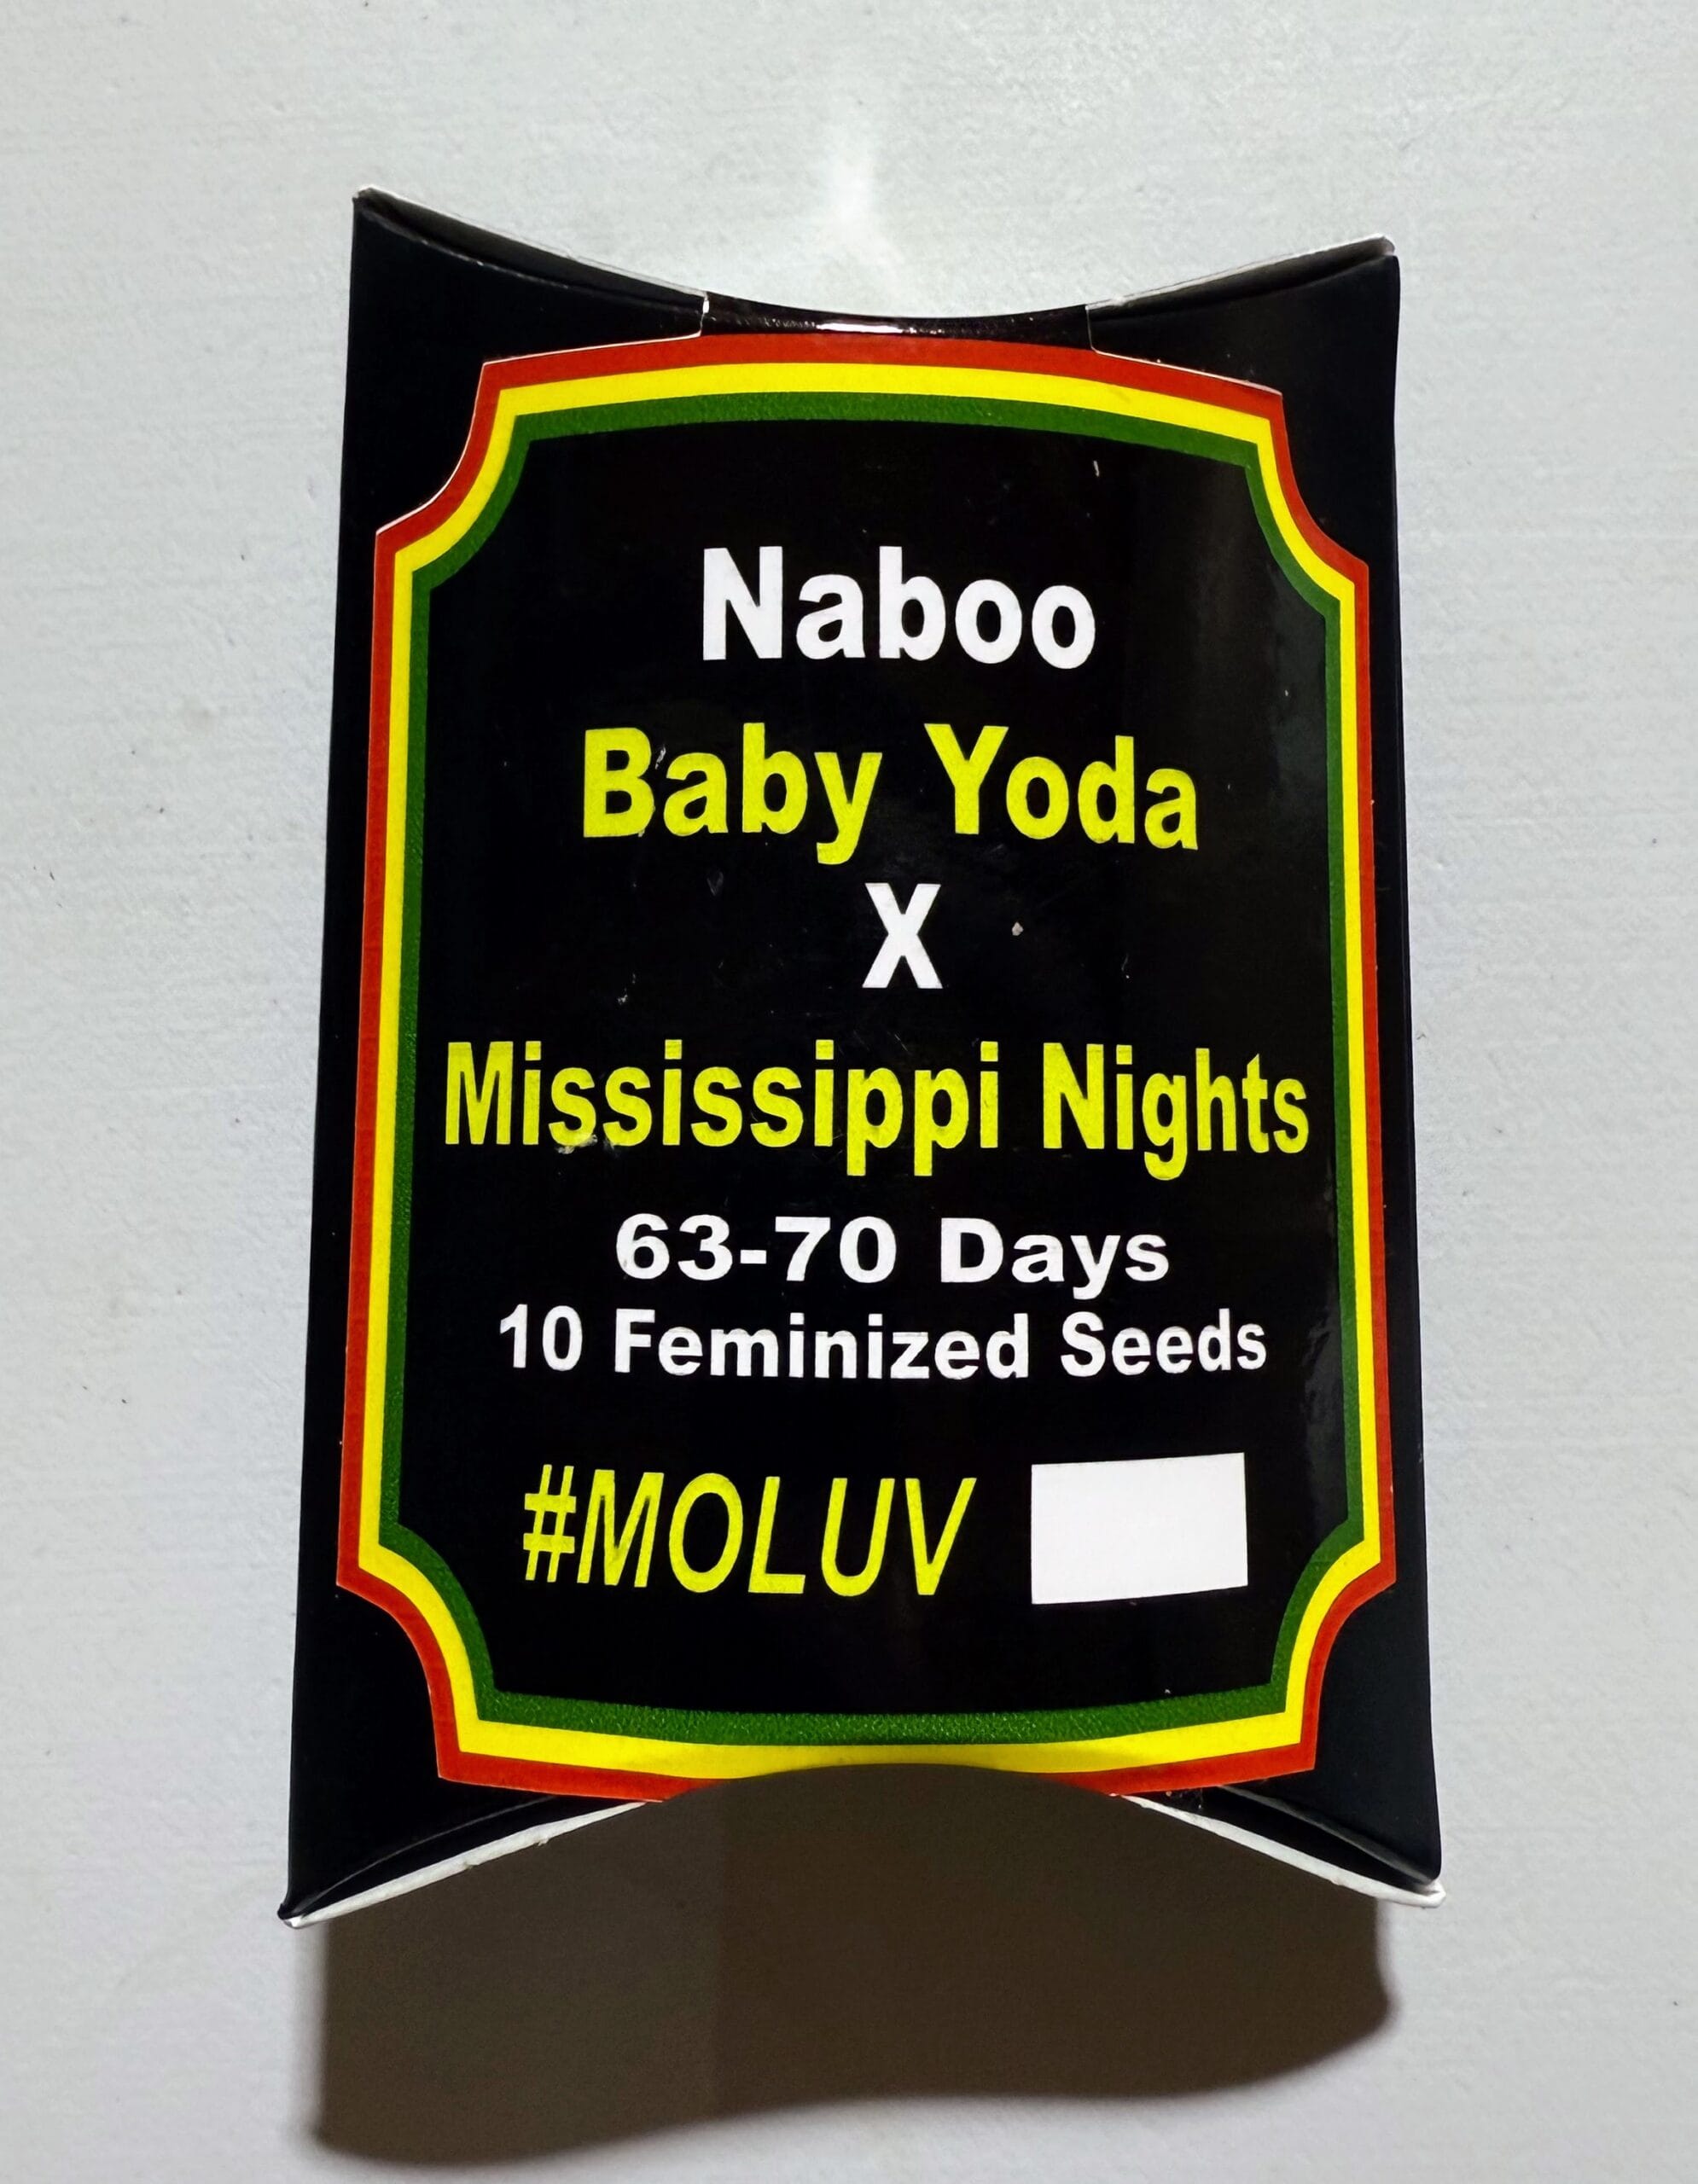 Naboo
Baby Yoda
X
Mississippi Nights
63-70 Days
10 Feminized Seeds
#MOLUV